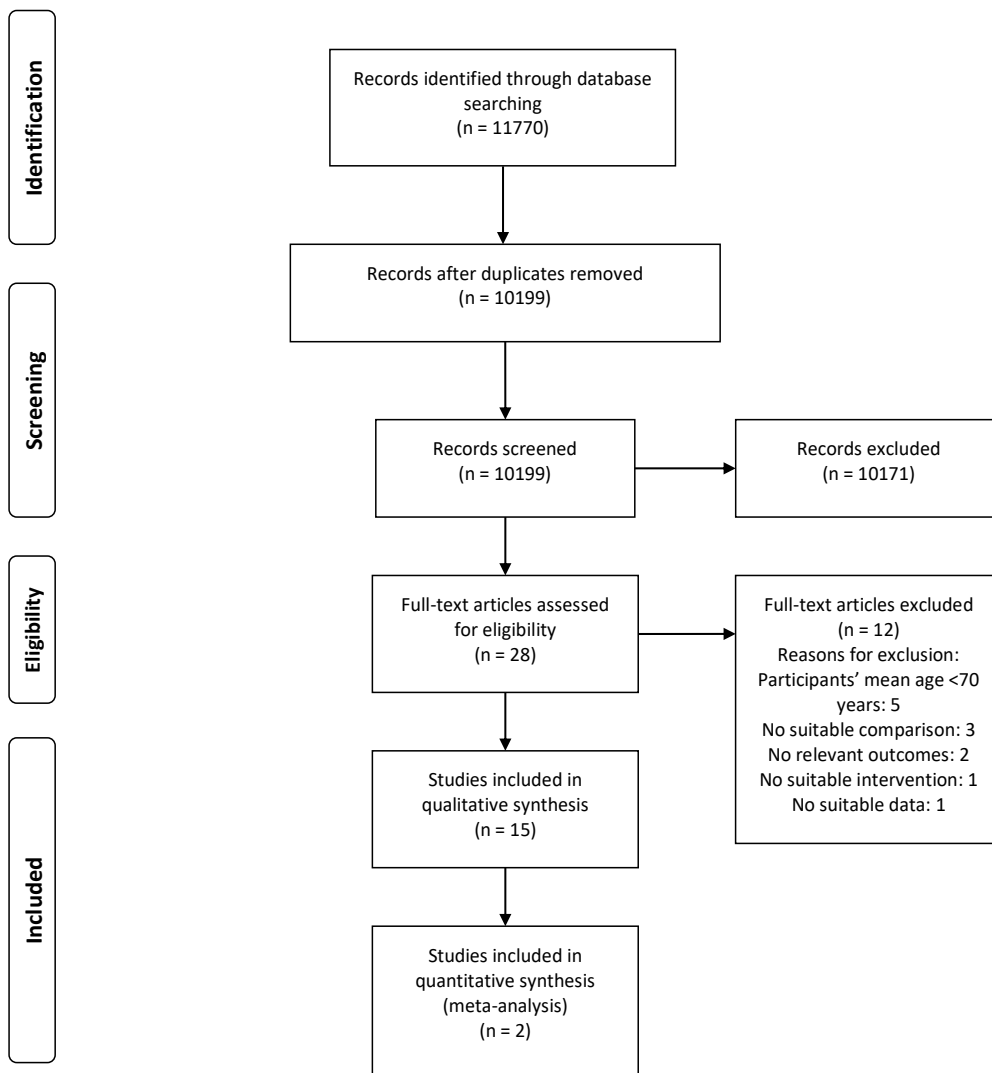 Identification
Records identified through database
searching
(n = 11770)
Records after duplicates removed
(n = 10199)
Screening
Records screened
(n = 10199)
Records excluded
(n = 10171)
Eligibility
Full-text articles assessed
for eligibility
(n = 28)
Full-text articles excluded
(n = 12)
Reasons for exclusion:
Participants’ mean age <70
years: 5
No suitable comparison: 3
No relevant outcomes: 2
No suitable intervention: 1
No suitable data: 1
Included
Studies included in
qualitative synthesis
(n = 15)
Studies included in
quantitative synthesis
(meta-analysis)
(n = 2)